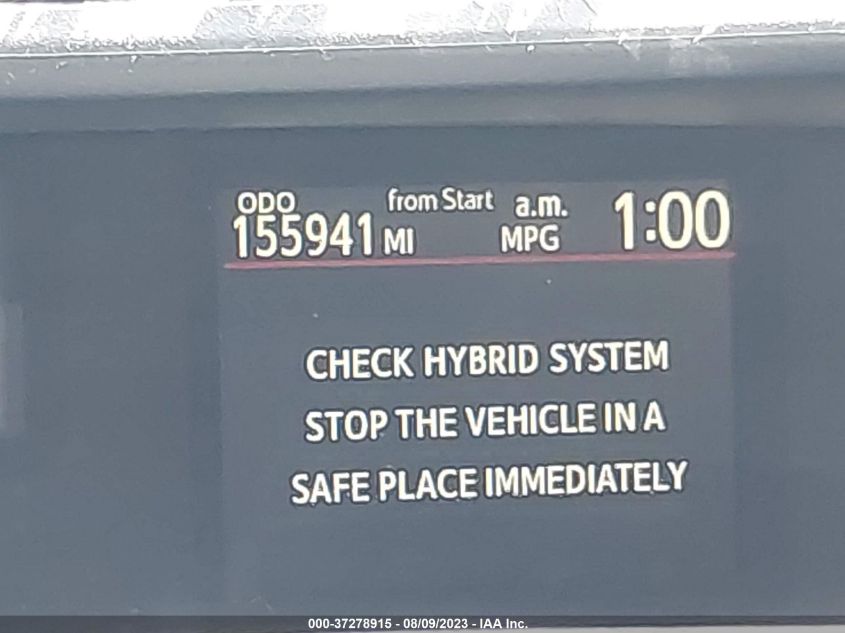 ODO from Start a.m. 1:00
155941 MI MPG
CHECK HYBRID SYSTEM
STOP THE VEHICLE IN A
SAFE PLACE IMMEDIATELY
000-37278915 - 08/09/2023 - IAA Inc.